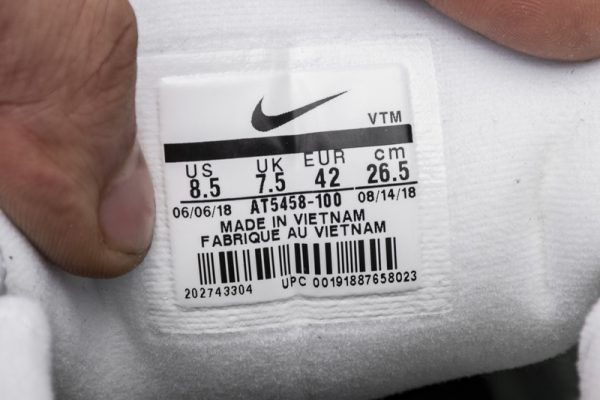 VTM
US UK EUR cm
8.5 7.5 42 26.5
06/06/18 AT5458-100 08/14/18
MADE IN VIETNAM
FABRIQUE AU VIETNAM
202743304 UPC 00191887658023